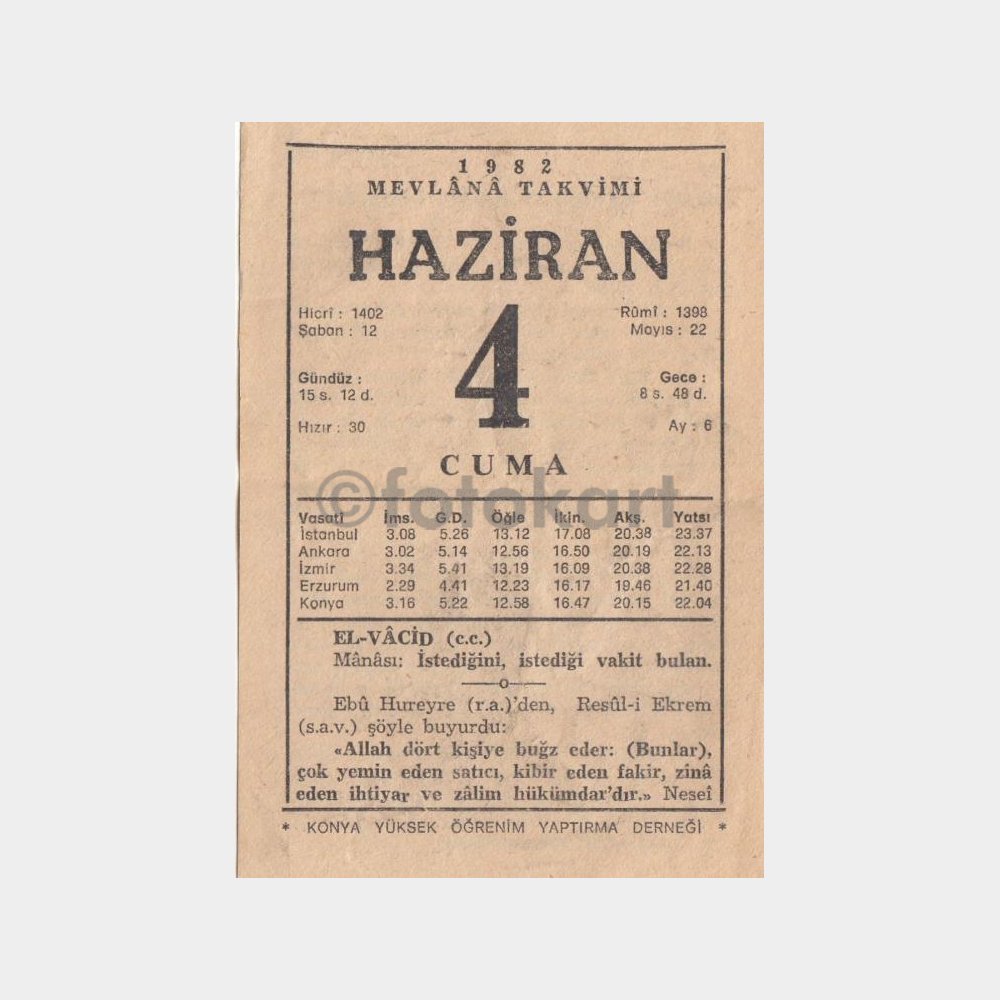 1982
MEVLÂNÂ TAKVİMİ
HAZİRAN
Hicrî : 1402
Şaban : 12
Rûmî : 1398
Mayıs : 22
4
Gündüz :
15 s. 12 d.
Gece :
8 s. 48 d.
Hızır : 30
Ay : 6
CUMA
©fotokart
Vasatî İms. G.D. Öğle İkin. Akş. Yatsı
İstanbul 3.08 5.26 13.12 17.08 20.38 23.37
Ankara 3.02 5.14 12.56 16.50 20.19 22.13
İzmir 3.34 5.41 13.19 16.09 20.38 22.28
Erzurum 2.29 4.41 12.23 16.17 19.46 21.40
Konya 3.16 5.22 12.58 16.47 20.15 22.04
EL-VÂCİD (c.c.)
Mânâsı: İstediğini, istediği vakit bulan.
Ebû Hureyre (r.a.)'den, Resûl-i Ekrem
(s.a.v.) şöyle buyurdu:
«Allah dört kişiye buğz eder: (Bunlar),
çok yemin eden satıcı, kibir eden fakir, zinâ
eden ihtiyar ve zâlim hükümdar'dır.» Neseî
* KONYA YÜKSEK ÖĞRENİM YAPTIRMA DERNEĞİ *